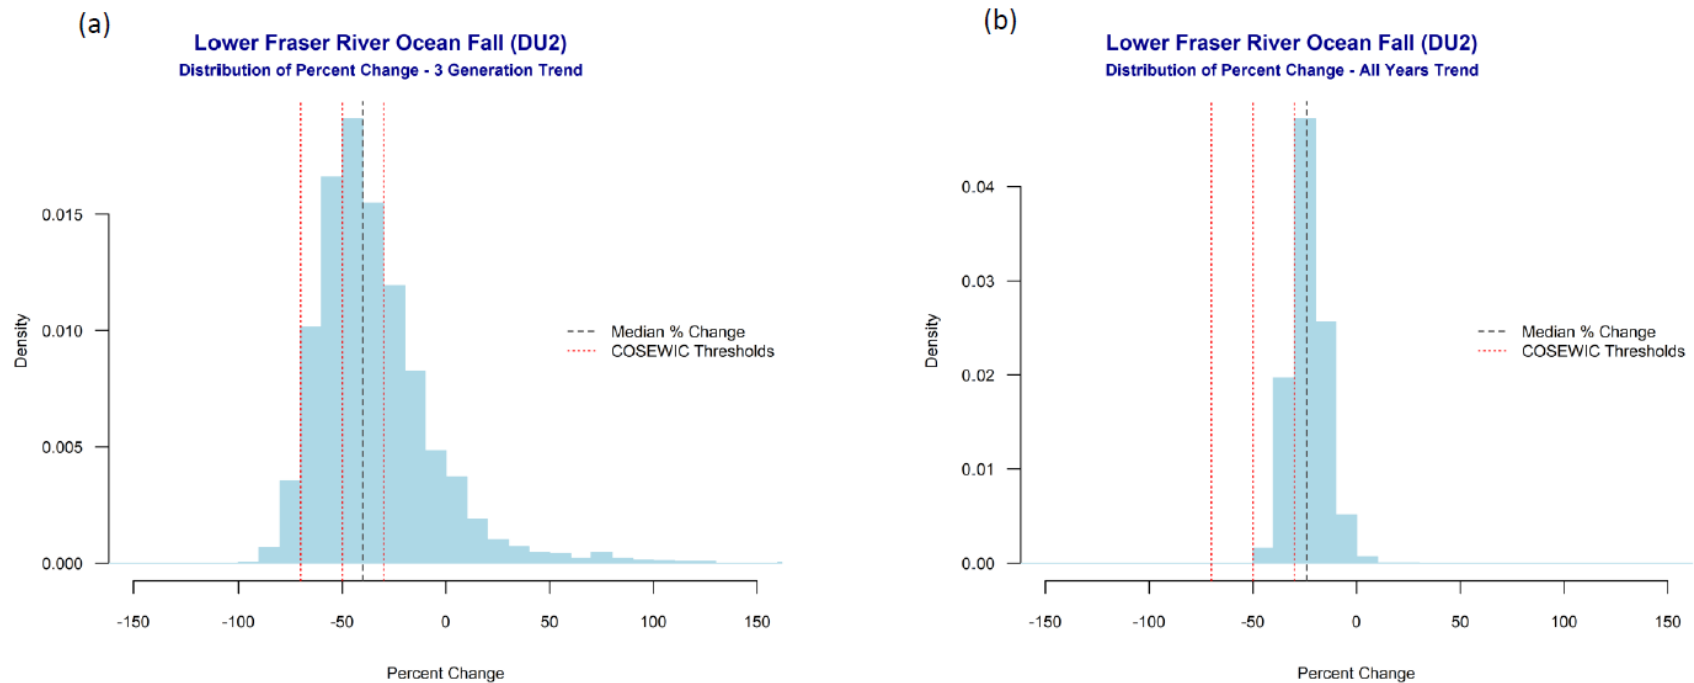 (a)
Lower Fraser River Ocean Fall (DU2)
Distribution of Percent Change - 3 Generation Trend
0.015
0.010
0.005
0.000
Density
Median % Change
COSEWIC Thresholds
-150 -100 -50 0 50 100 150
Percent Change
(b)
Lower Fraser River Ocean Fall (DU2)
Distribution of Percent Change - All Years Trend
0.04
0.03
0.02
0.01
0.00
Density
Median % Change
COSEWIC Thresholds
-150 -100 -50 0 50 100 150
Percent Change